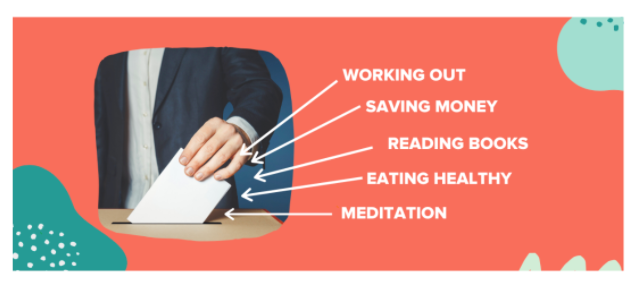 WORKING OUT
SAVING MONEY
READING BOOKS
EATING HEALTHY
MEDITATION